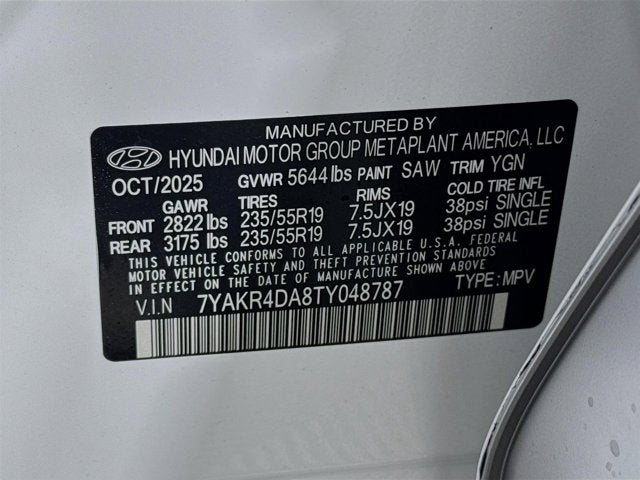 MANUFACTURED BY
HYUNDAI MOTOR GROUP METAPLANT AMERICA, LLC
OCT/2025 GVWR 5644 lbs PAINT SAW TRIM YGN
GAWR TIRES RIMS COLD TIRE INFL
FRONT 2822 lbs 235/55R19 7.5JX19 38psi SINGLE
REAR 3175 lbs 235/55R19 7.5JX19 38psi SINGLE
THIS VEHICLE CONFORMS TO ALL APPLICABLE U.S.A. FEDERAL
MOTOR VEHICLE SAFETY AND THEFT PREVENTION STANDARDS
IN EFFECT ON THE DATE OF MANUFACTURE SHOWN ABOVE.
V.I.N 7YAKR4DA8TY048787 TYPE : MPV